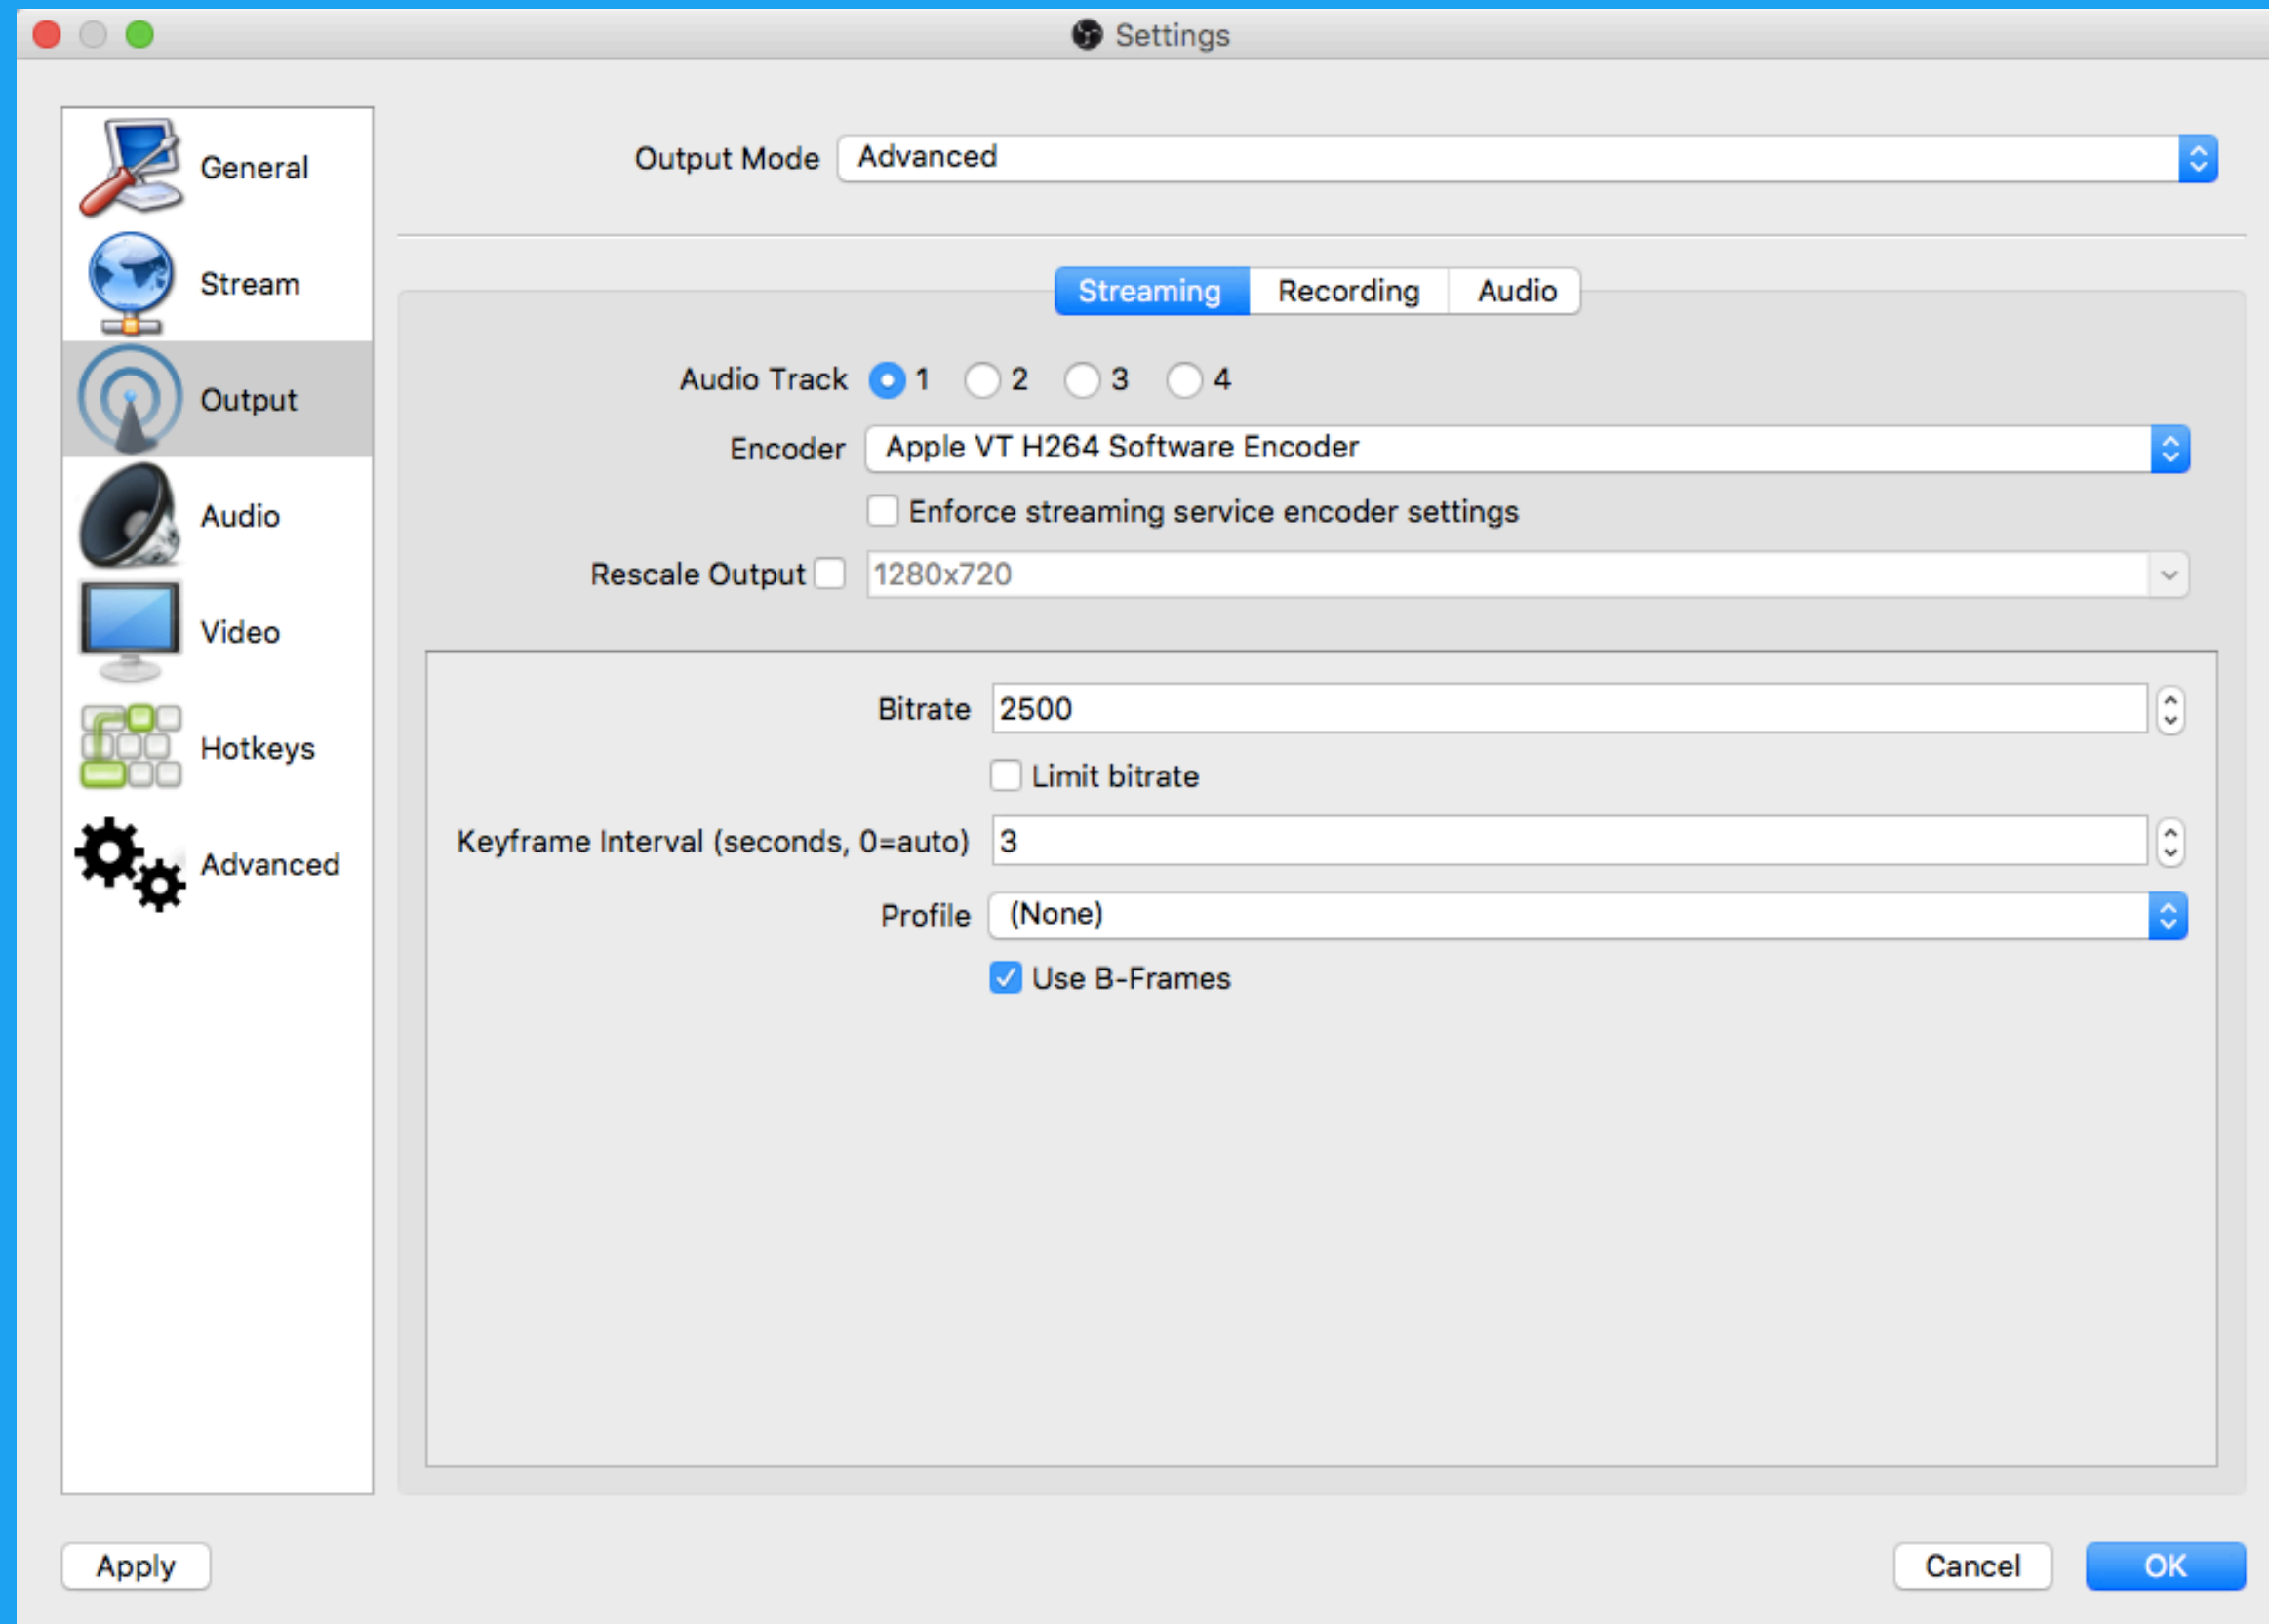 Settings
General
Stream
Output
Audio
Video
Hotkeys
Advanced
Output Mode Advanced
Streaming Recording Audio
Audio Track 1 2 3 4
Encoder Apple VT H264 Software Encoder
Enforce streaming service encoder settings
Rescale Output 1280x720
Bitrate 2500
Limit bitrate
Keyframe Interval (seconds, 0=auto) 3
Profile (None)
Use B-Frames
Apply Cancel OK